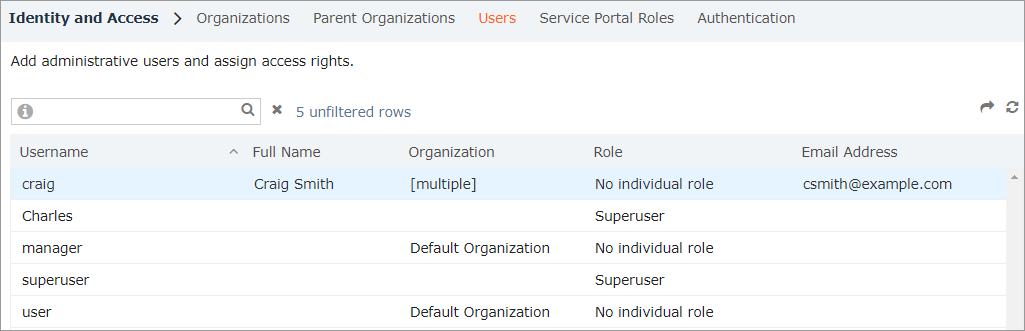 Identity and Access > Organizations Parent Organizations Users Service Portal Roles Authentication
Add administrative users and assign access rights.
5 unfiltered rows
Username Full Name Organization Role Email Address
craig Craig Smith [multiple] No individual role csmith@example.com
Charles Superuser
manager Default Organization No individual role
superuser Superuser
user Default Organization No individual role